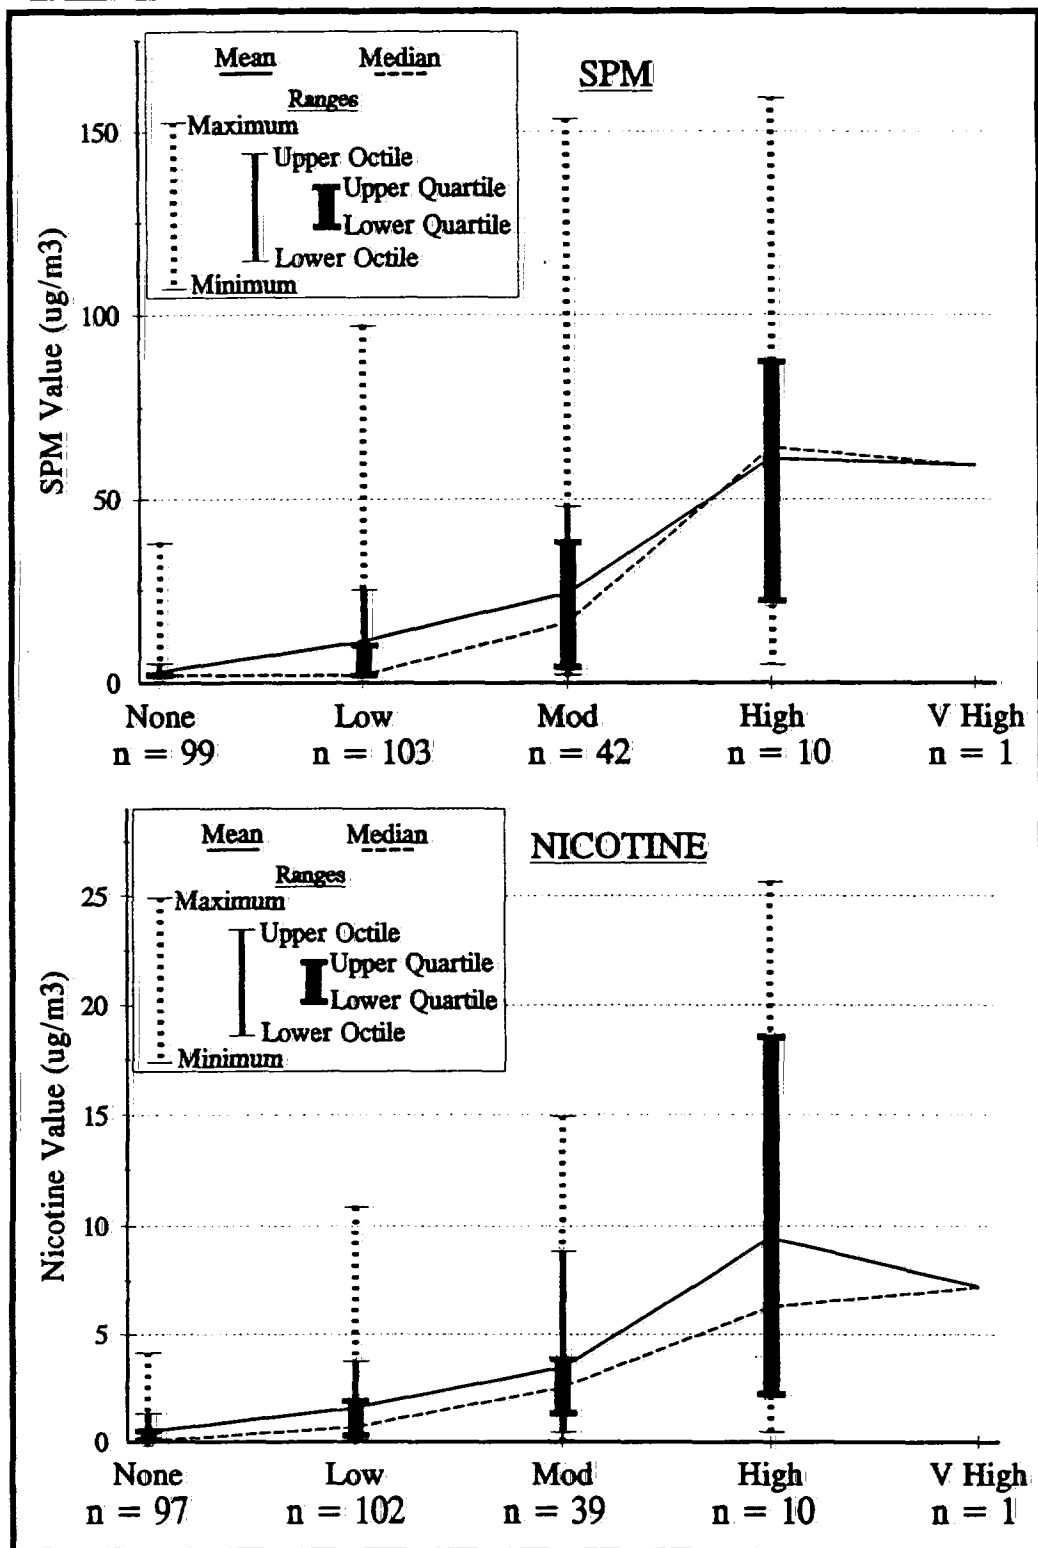 SPM
Mean Median
Ranges
Maximum
Upper Octile
Upper Quartile
Lower Quartile
Lower Octile
Minimum
SPM Value (ug/m3)
150
100
50
0
None Low Mod High V High
n = 99 n = 103 n = 42 n = 10 n = 1
NICOTINE
Mean Median
Ranges
Maximum
Upper Octile
Upper Quartile
Lower Quartile
Lower Octile
Minimum
Nicotine Value (ug/m3)
25
20
15
10
5
0
None Low Mod High V High
n = 97 n = 102 n = 39 n = 10 n = 1